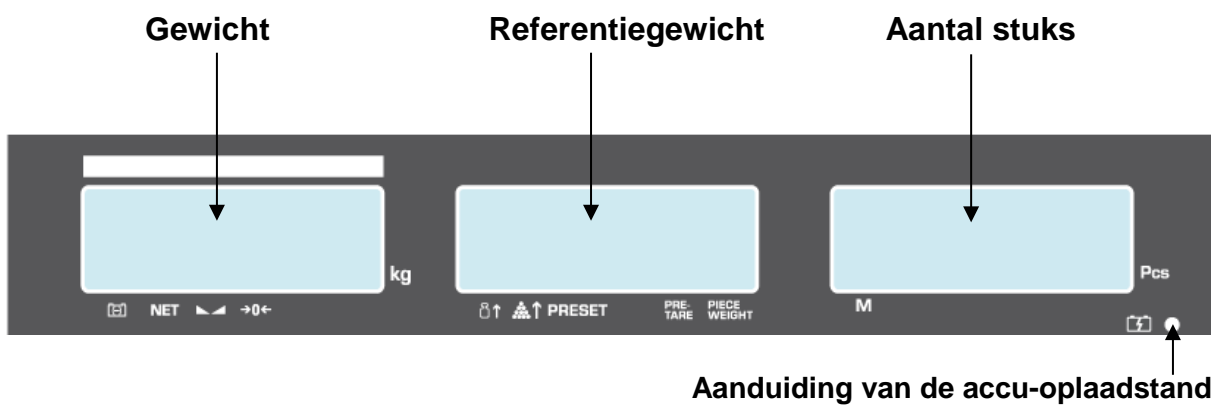 Gewicht Referentiegewicht Aantal stuks
kg Pcs
NET →0← PRESET PRE-TARE PIECE WEIGHT M
Aanduiding van de accu-oplaadstand